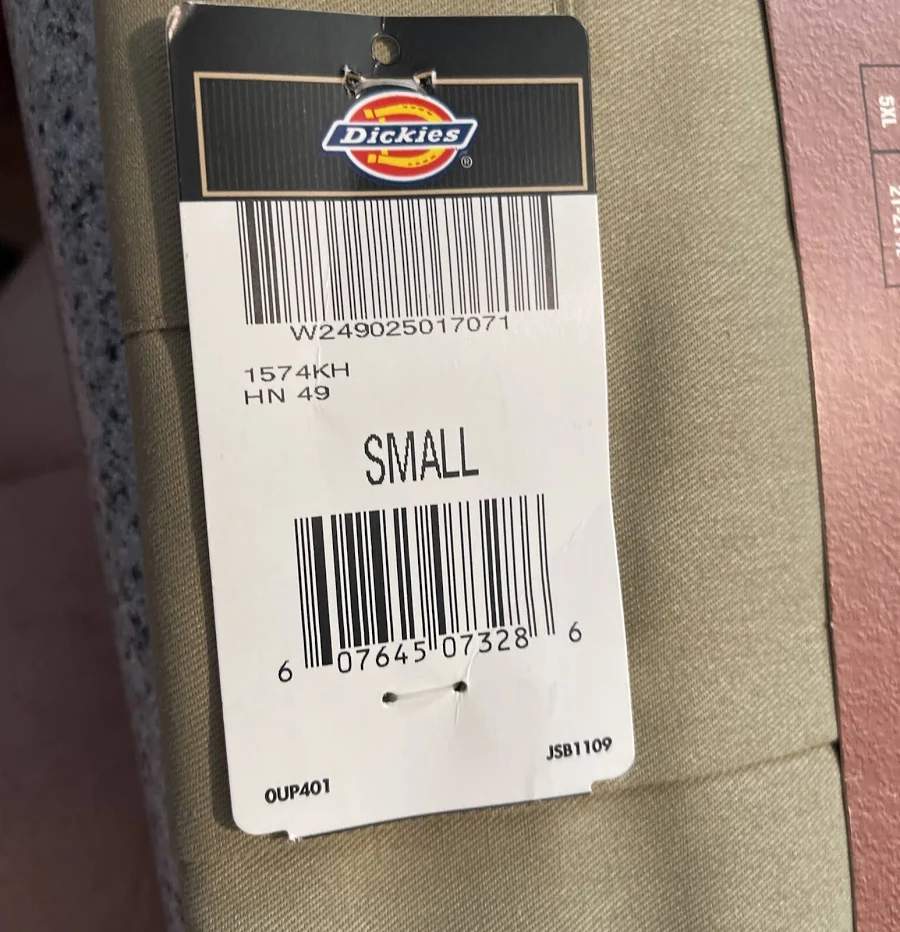 Dickies
®
W249025017071
1574KH
HN 49
SMALL
6 07645 07328 6
JSB1109
0UP401
5XL